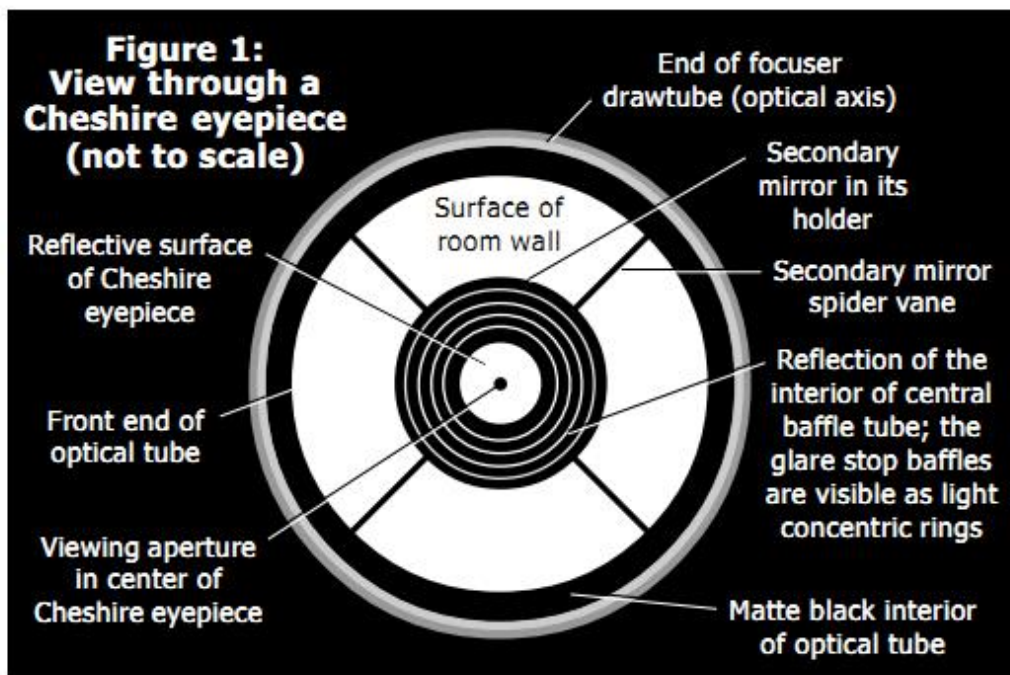 Figure 1:
View through a
Cheshire eyepiece
(not to scale)
End of focuser
drawtube (optical axis)
Secondary
mirror in its
holder
Surface of
room wall
Reflective surface
of Cheshire
eyepiece
Secondary mirror
spider vane
Front end of
optical tube
Reflection of the
interior of central
baffle tube; the
glare stop baffles
are visible as light
concentric rings
Viewing aperture
in center of
Cheshire eyepiece
Matte black interior
of optical tube